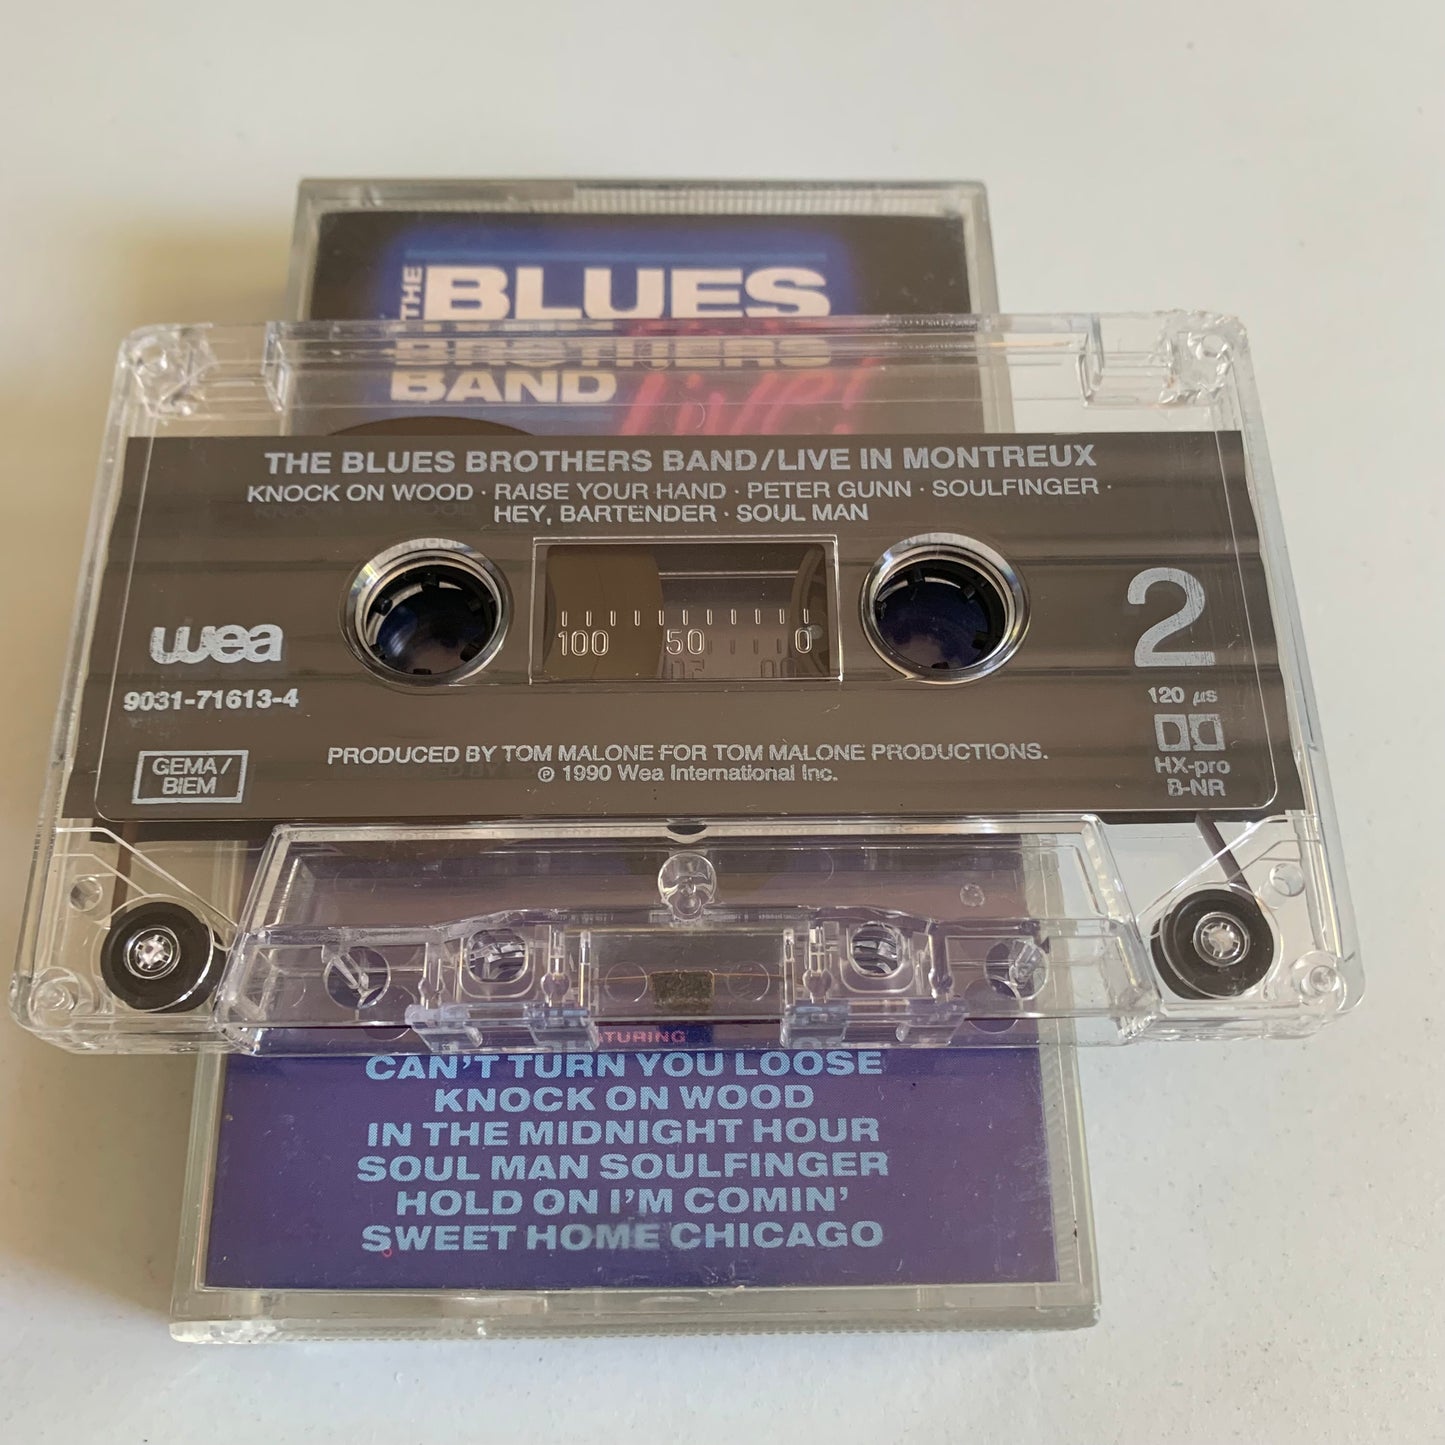 THE
BLUES
BROTHERS
BAND Live!
THE BLUES BROTHERS BAND/LIVE IN MONTREUX
KNOCK ON WOOD · RAISE YOUR HAND · PETER GUNN · SOULFINGER ·
HEY, BARTENDER · SOUL MAN
100 50 0
wea
2
9031-71613-4
120 µs
GEMA/
BIEM
PRODUCED BY TOM MALONE FOR TOM MALONE PRODUCTIONS.
℗ 1990 Wea International Inc.
HX-pro
B-NR
CAN'T TURN YOU LOOSE
KNOCK ON WOOD
IN THE MIDNIGHT HOUR
SOUL MAN SOULFINGER
HOLD ON I'M COMIN'
SWEET HOME CHICAGO